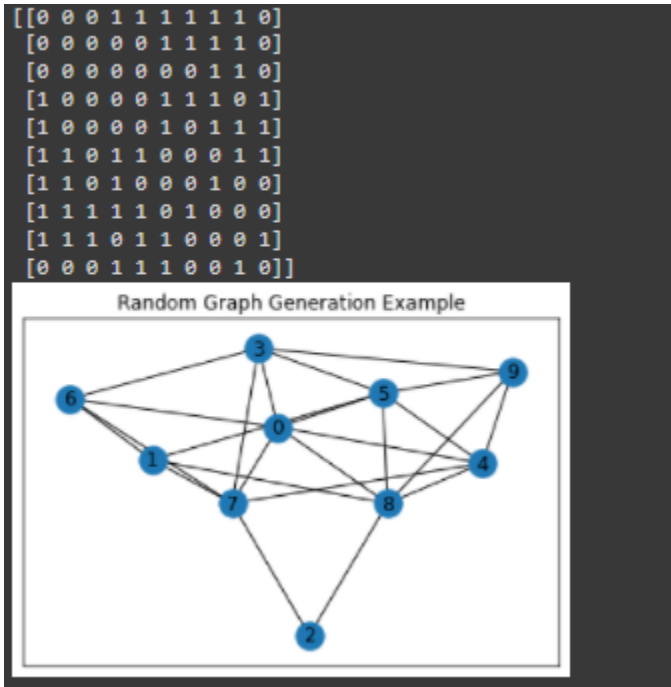 [[0 0 0 1 1 1 1 1 1 0]
[0 0 0 0 0 1 1 1 1 0]
[0 0 0 0 0 0 0 1 1 0]
[1 0 0 0 0 1 1 1 0 1]
[1 0 0 0 0 1 0 1 1 1]
[1 1 0 1 1 0 0 0 1 1]
[1 1 0 1 0 0 0 1 0 0]
[1 1 1 1 1 0 1 0 0 0]
[1 1 1 0 1 1 0 0 0 1]
[0 0 0 1 1 1 0 0 1 0]]
Random Graph Generation Example
3
9
5
6
0
1
4
7
8
2